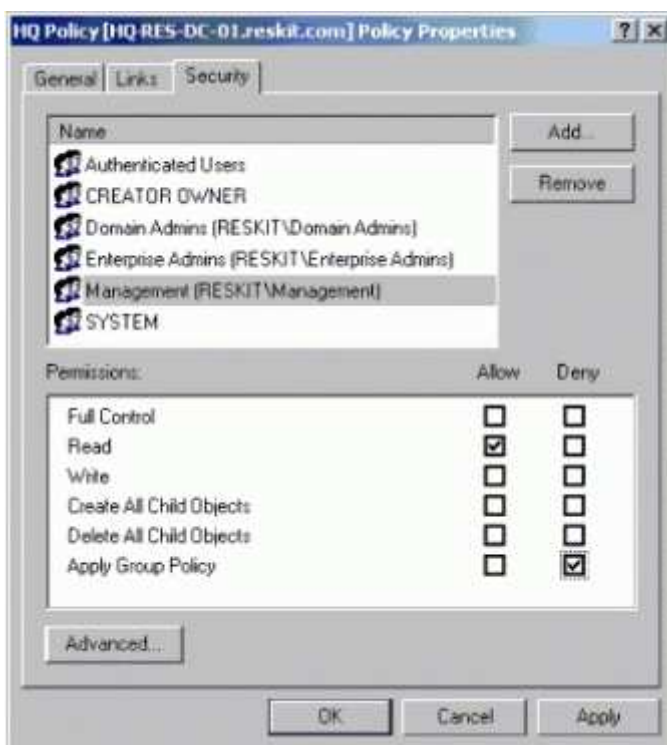 HQ Policy [HQ-RES-DC-01.reskit.com] Policy Properties
General Links Security
Name
Add...
Authenticated Users
Remove
CREATOR OWNER
Domain Admins (RESKIT\Domain Admins)
Enterprise Admins (RESKIT\Enterprise Admins)
Management (RESKIT\Management)
SYSTEM
Permissions: Allow Deny
Full Control
Read
Write
Create All Child Objects
Delete All Child Objects
Apply Group Policy
Advanced...
OK Cancel Apply